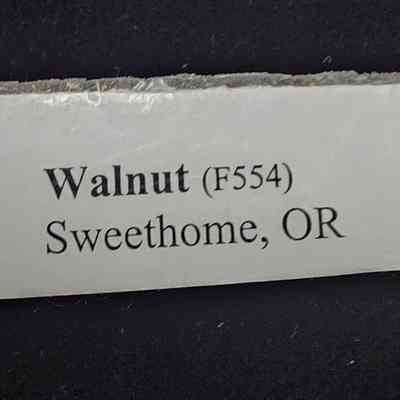 Walnut (F554)
Sweethome, OR